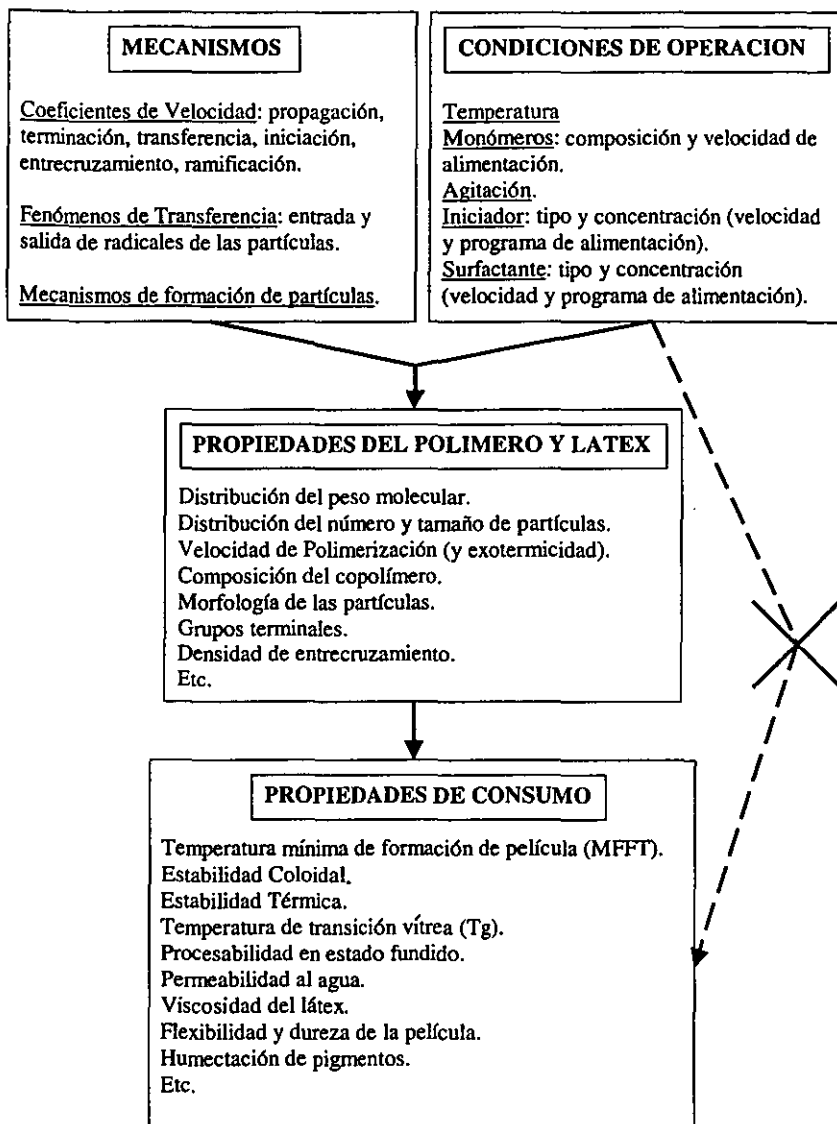 MECANISMOS
Coeficientes de Velocidad: propagación,
terminación, transferencia, iniciación,
entrecruzamiento, ramificación.
Fenómenos de Transferencia: entrada y
salida de radicales de las partículas.
Mecanismos de formación de partículas.
CONDICIONES DE OPERACION
Temperatura
Monómeros: composición y velocidad de
alimentación.
Agitación.
Iniciador: tipo y concentración (velocidad
y programa de alimentación).
Surfactante: tipo y concentración
(velocidad y programa de alimentación).
PROPIEDADES DEL POLIMERO Y LATEX
Distribución del peso molecular.
Distribución del número y tamaño de partículas.
Velocidad de Polimerización (y exotermicidad).
Composición del copolímero.
Morfología de las partículas.
Grupos terminales.
Densidad de entrecruzamiento.
Etc.
PROPIEDADES DE CONSUMO
Temperatura mínima de formación de película (MFFT).
Estabilidad Coloidal.
Estabilidad Térmica.
Temperatura de transición vítrea (Tg).
Procesabilidad en estado fundido.
Permeabilidad al agua.
Viscosidad del látex.
Flexibilidad y dureza de la película.
Humectación de pigmentos.
Etc.